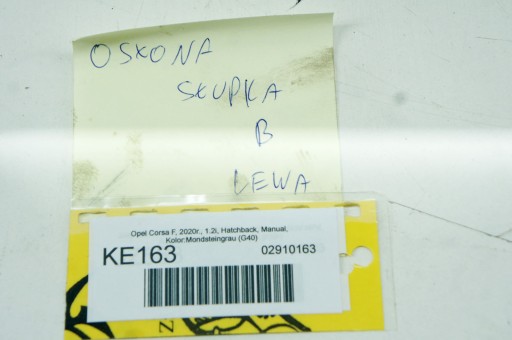 OSŁONA
SŁUPKA
B
LEWA
Opel Corsa F, 2020r., 1.2i, Hatchback, Manual,
Kolor:Mondsteingrau (G40)
KE163 02910163
N